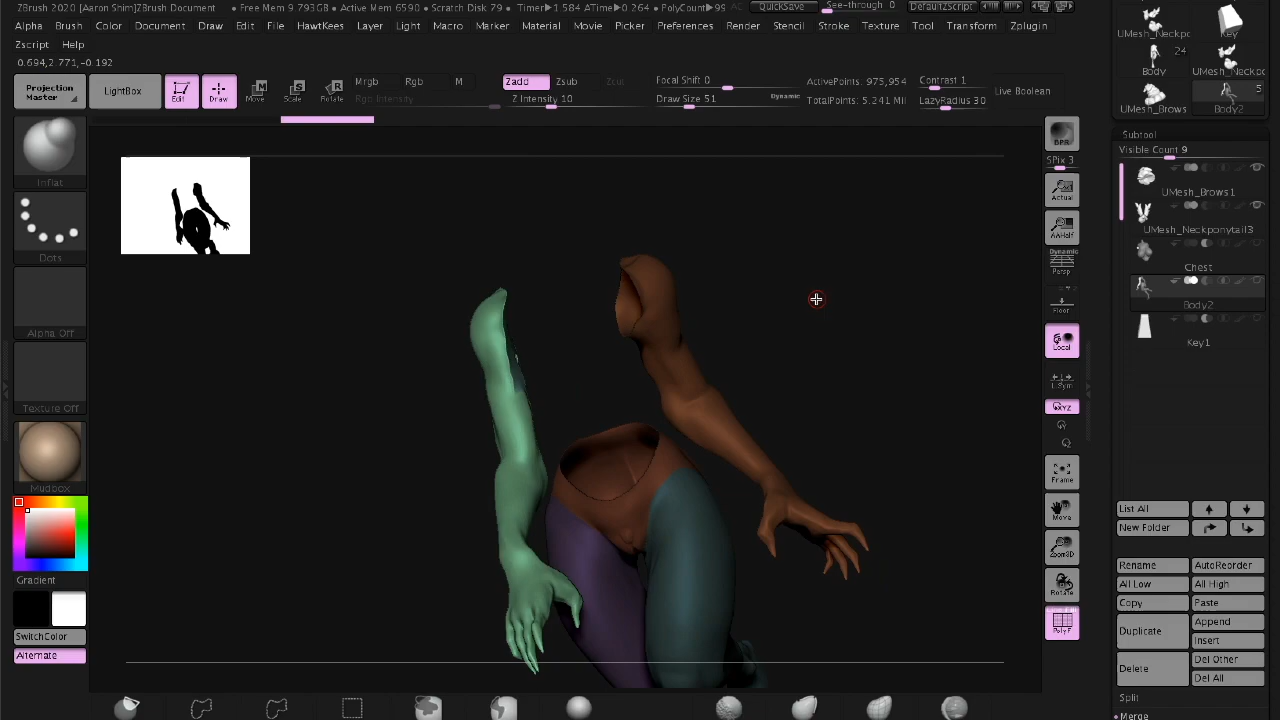 ZBrush 2020 [Aaron Shim]ZBrush Document • Free Mem 9.793GB • Active Mem 6590 • Scratch Disk 79 • Timer▶1.584 ATime▶0.264 • PolyCount▶99 AC QuickSave See-through 0 DefaultZScript
Alpha Brush Color Document Draw Edit File HawtKees Layer Light Macro Marker Material Movie Picker Preferences Render Stencil Stroke Texture Tool Transform Zplugin
Zscript Help
0.694,2.771,-0.192
Projection Master
LightBox
Edit
Draw
Move
Scale
Rotate
Mrgb Rgb M
Rgb Intensity
Zadd Zsub Zcut
Z Intensity 10
Focal Shift 0
Draw Size 51
Dynamic
ActivePoints: 975,954
TotalPoints: 5.241 Mil
Contrast 1
LazyRadius 30
Live Boolean
Inflat
Dots
Alpha Off
Texture Off
Mudbox
Gradient
SwitchColor
Alternate
BPR
SPix 3
Actual
AAHalf
Dynamic
Persp
Floor
Local
L.Sym
Qxyz
Frame
Move
Zoom3D
Rotate
PolyF
UMesh_Neckpo
Key
24
Body
UMesh_Neckpo
5
UMesh_Brows
Body2
Subtool
Visible Count 9
UMesh_Brows1
UMesh_Neckponytail3
Chest
Body2
Key1
List All
New Folder
Rename AutoReorder
All Low All High
Copy Paste
Duplicate
Append
Insert
Delete
Del Other
Del All
Split
Merge